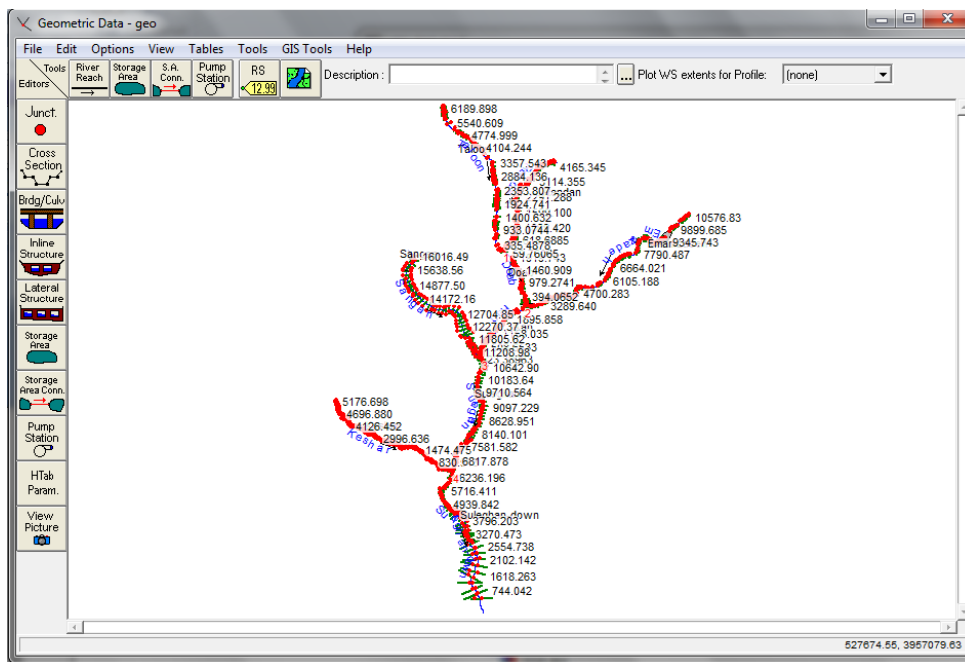 Geometric Data - geo
File Edit Options View Tables Tools GIS Tools Help
Tools
Editors
River
Reach
Storage
Area
S.A.
Conn.
Pump
Station
RS
12.99
Description :
...
Plot WS extents for Profile:
(none)
Junct.
Cross
Section
Brdg/Culv
Inline
Structure
Lateral
Structure
Storage
Area
Storage
Area Conn.
Pump
Station
HTab
Param.
View
Picture
6189.898
5540.609
4774.999
4104.244
3357.543
4165.345
2884.136
2353.807
1924.741
1400.632
10576.83
9899.685
9345.743
7790.487
6664.021
6105.188
4700.283
3289.640
1460.909
979.2741
394.0652
16016.49
15638.56
14877.50
14172.16
Sangan
12704.85
12270.37
11805.62
11208.98
3
10642.90
10183.64
9710.564
9097.229
8628.951
8140.101
7581.582
5176.698
4696.880
4126.452
Keshar
2996.636
1474.475
6817.878
6236.196
5716.411
4939.842
3796.203
3270.473
2554.738
2102.142
1618.263
744.042
527674.55, 3957079.63